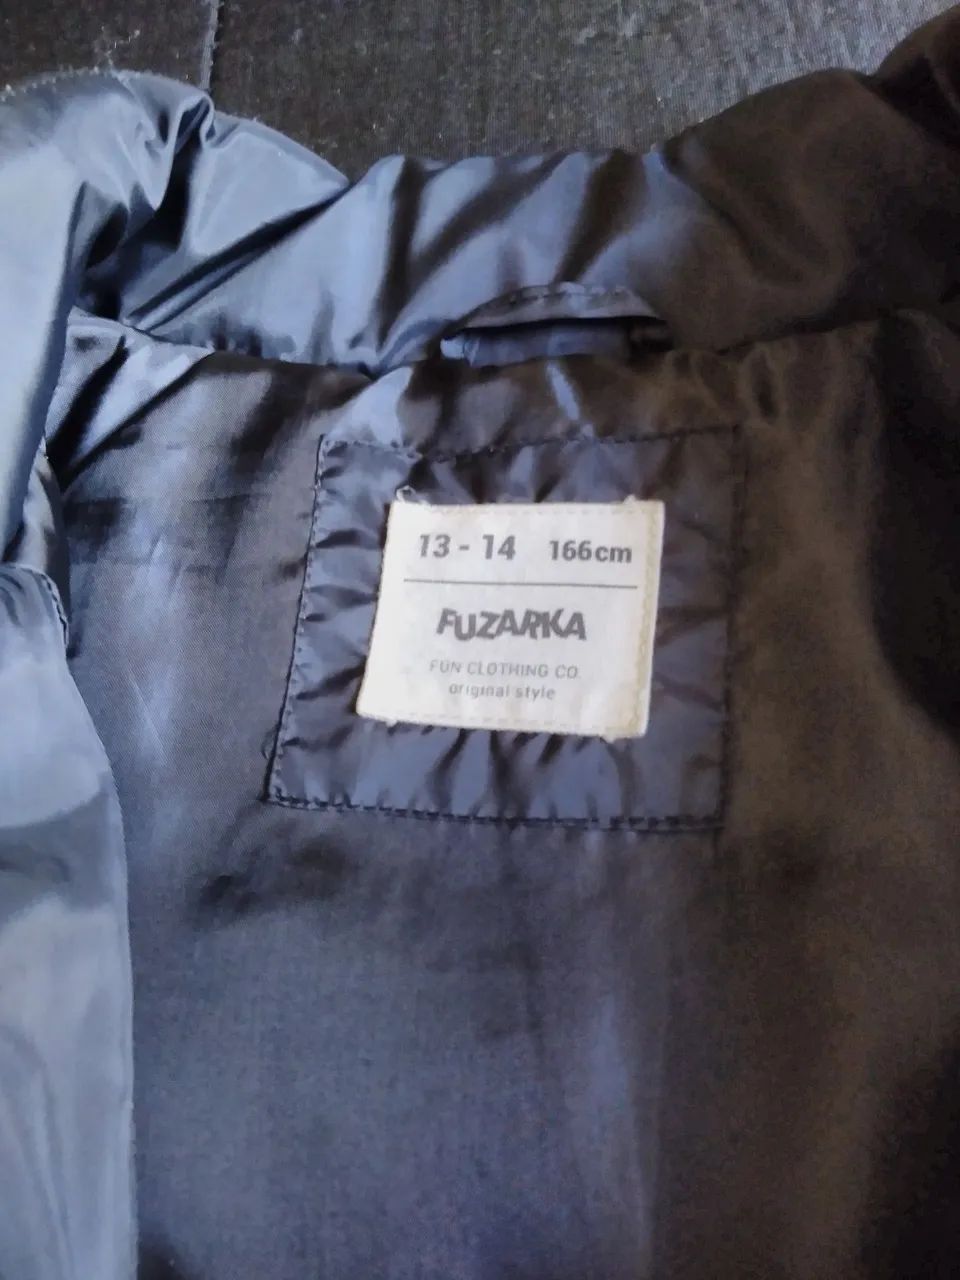 13 - 14 166cm
FUZARKA
FUN CLOTHING CO.
original style